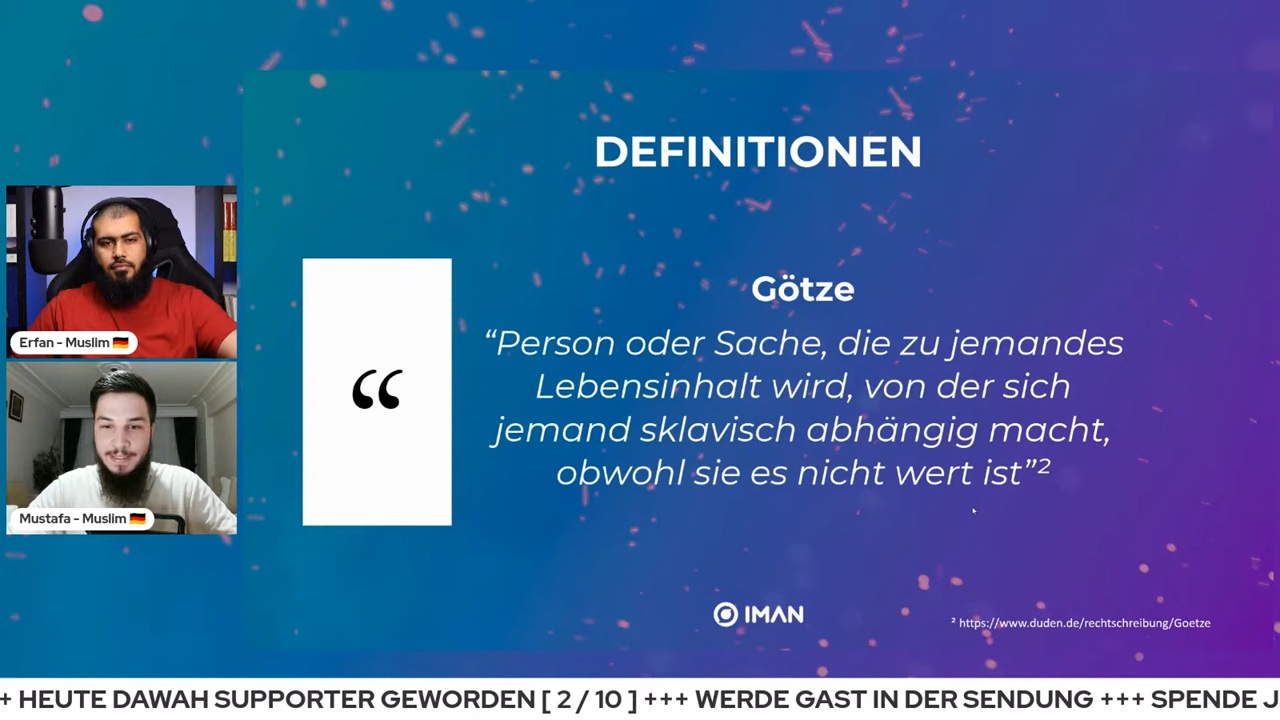 DEFINITIONEN
Erfan - Muslim 🇩🇪
Mustafa - Muslim 🇩🇪
“
Götze
“Person oder Sache, die zu jemandes
Lebensinhalt wird, von der sich
jemand sklavisch abhängig macht,
obwohl sie es nicht wert ist”²
IMAN
² https://www.duden.de/rechtschreibung/Goetze
+ HEUTE DAWAH SUPPORTER GEWORDEN [ 2 / 10 ] +++ WERDE GAST IN DER SENDUNG +++ SPENDE J